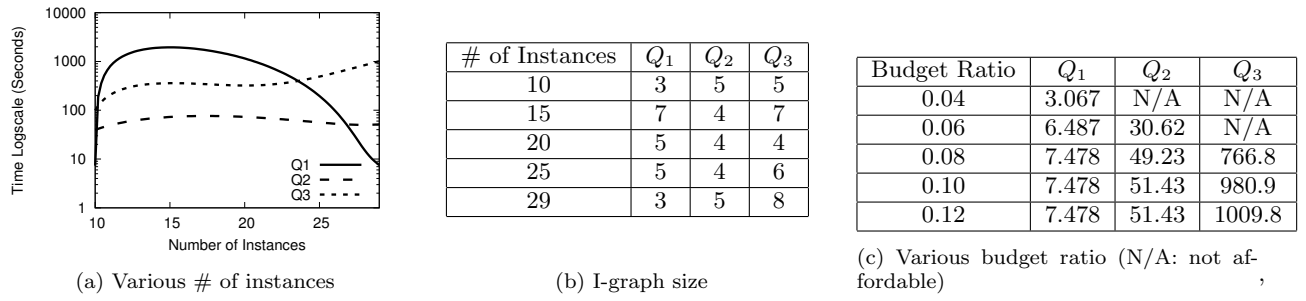 10000
1000
100
10
1
10
15
20
25
Time Logscale (Seconds)
Number of Instances
Q1
Q2
Q3
(a) Various # of instances
# of Instances Q1 Q2 Q3
10 3 5 5
15 7 4 7
20 5 4 4
25 5 4 6
29 3 5 8
(b) I-graph size
Budget Ratio Q1 Q2 Q3
0.04 3.067 N/A N/A
0.06 6.487 30.62 N/A
0.08 7.478 49.23 766.8
0.10 7.478 51.43 980.9
0.12 7.478 51.43 1009.8
(c) Various budget ratio (N/A: not af-
fordable) ,